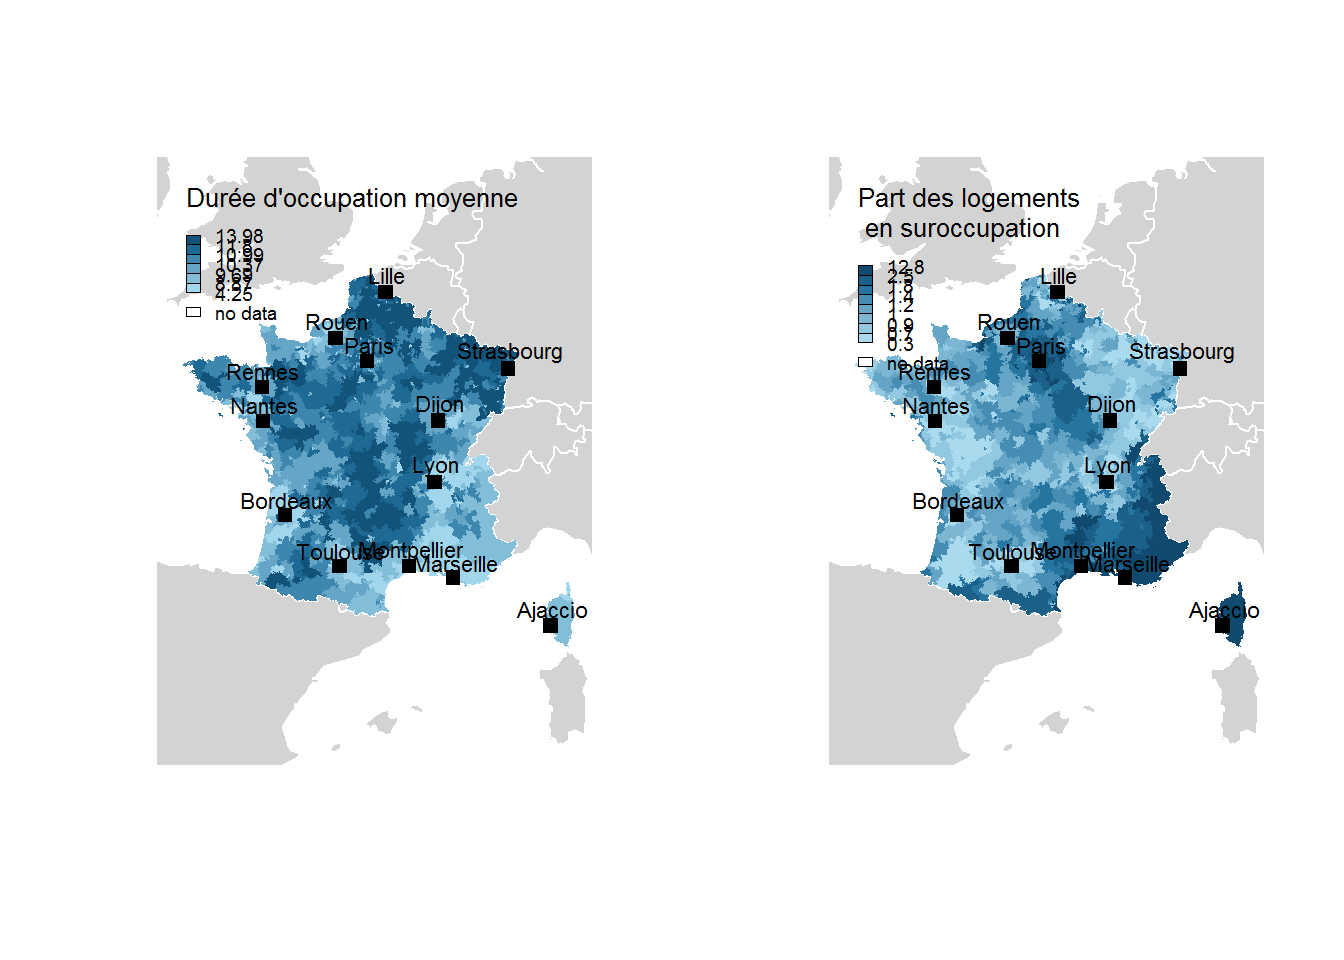 Durée d'occupation moyenne
13.98
11.8
10.99
10.37
9.69
8.87
4.25
no data
Lille
Rouen
Paris
Strasbourg
Rennes
Nantes
Dijon
Lyon
Bordeaux
Toulouse
Montpellier
Marseille
Ajaccio
Part des logements
en suroccupation
12.8
2.5
1.8
1.4
1.2
0.9
0.7
0.3
no data
Lille
Rouen
Paris
Strasbourg
Rennes
Nantes
Dijon
Lyon
Bordeaux
Toulouse
Montpellier
Marseille
Ajaccio